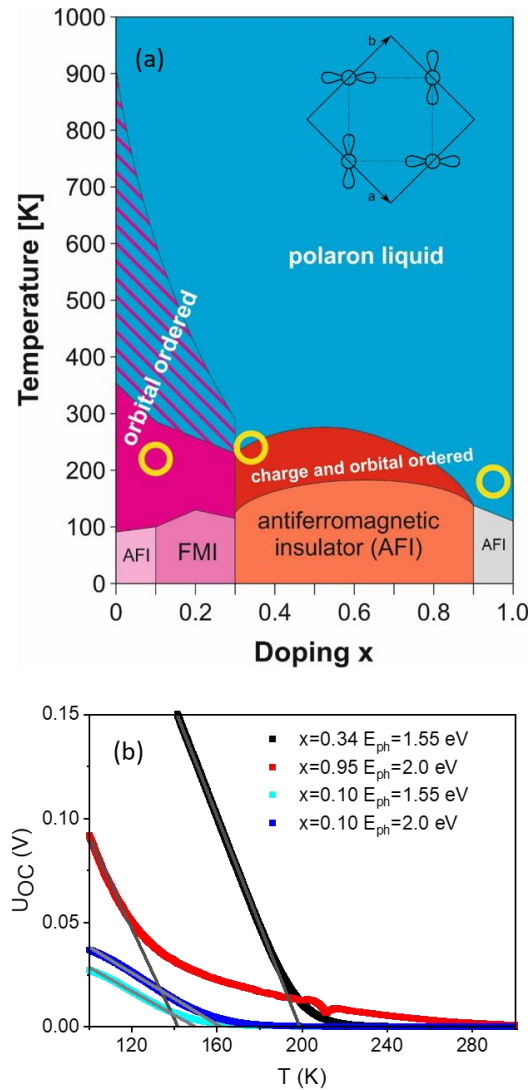 1000
900
800
700
600
500
400
300
200
100
0
Temperature [K]
(a)
b
a
polaron liquid
orbital ordered
charge and orbital ordered
antiferromagnetic
insulator (AFI)
AFI
FMI
AFI
0
0.2
0.4
0.6
0.8
1.0
Doping x
(b)
x=0.34 Eph=1.55 eV
x=0.95 Eph=2.0 eV
x=0.10 Eph=1.55 eV
x=0.10 Eph=2.0 eV
0.15
0.10
0.05
0.00
UOC (V)
120
160
200
240
280
T (K)